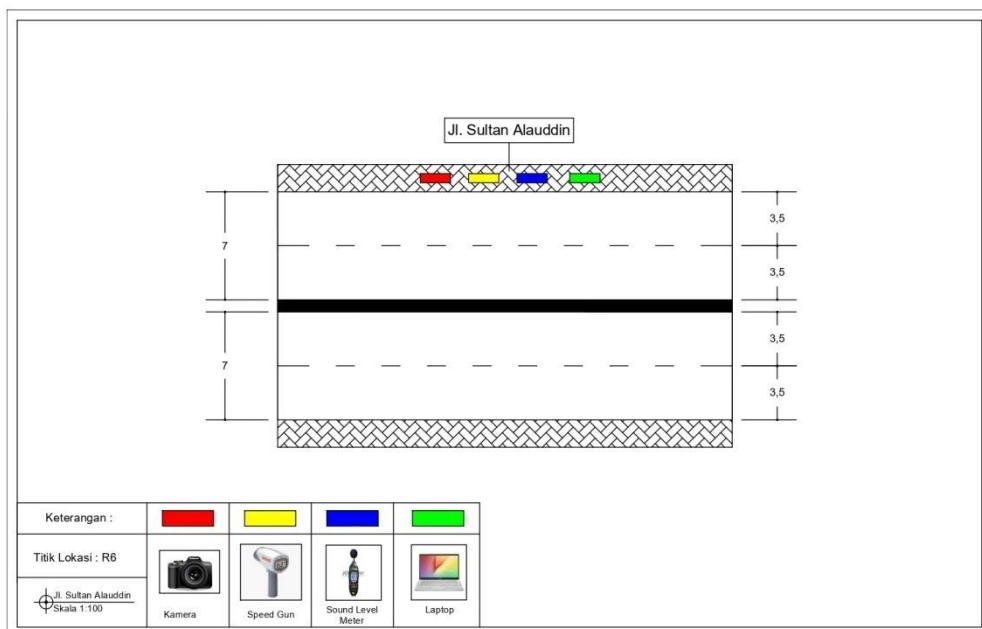 Jl. Sultan Alauddin
7
3,5
3,5
7
3,5
3,5
Keterangan :
Titik Lokasi : R6
Jl. Sultan Alauddin
Skala 1:100
Kamera
Speed Gun
Sound Level
Meter
Laptop